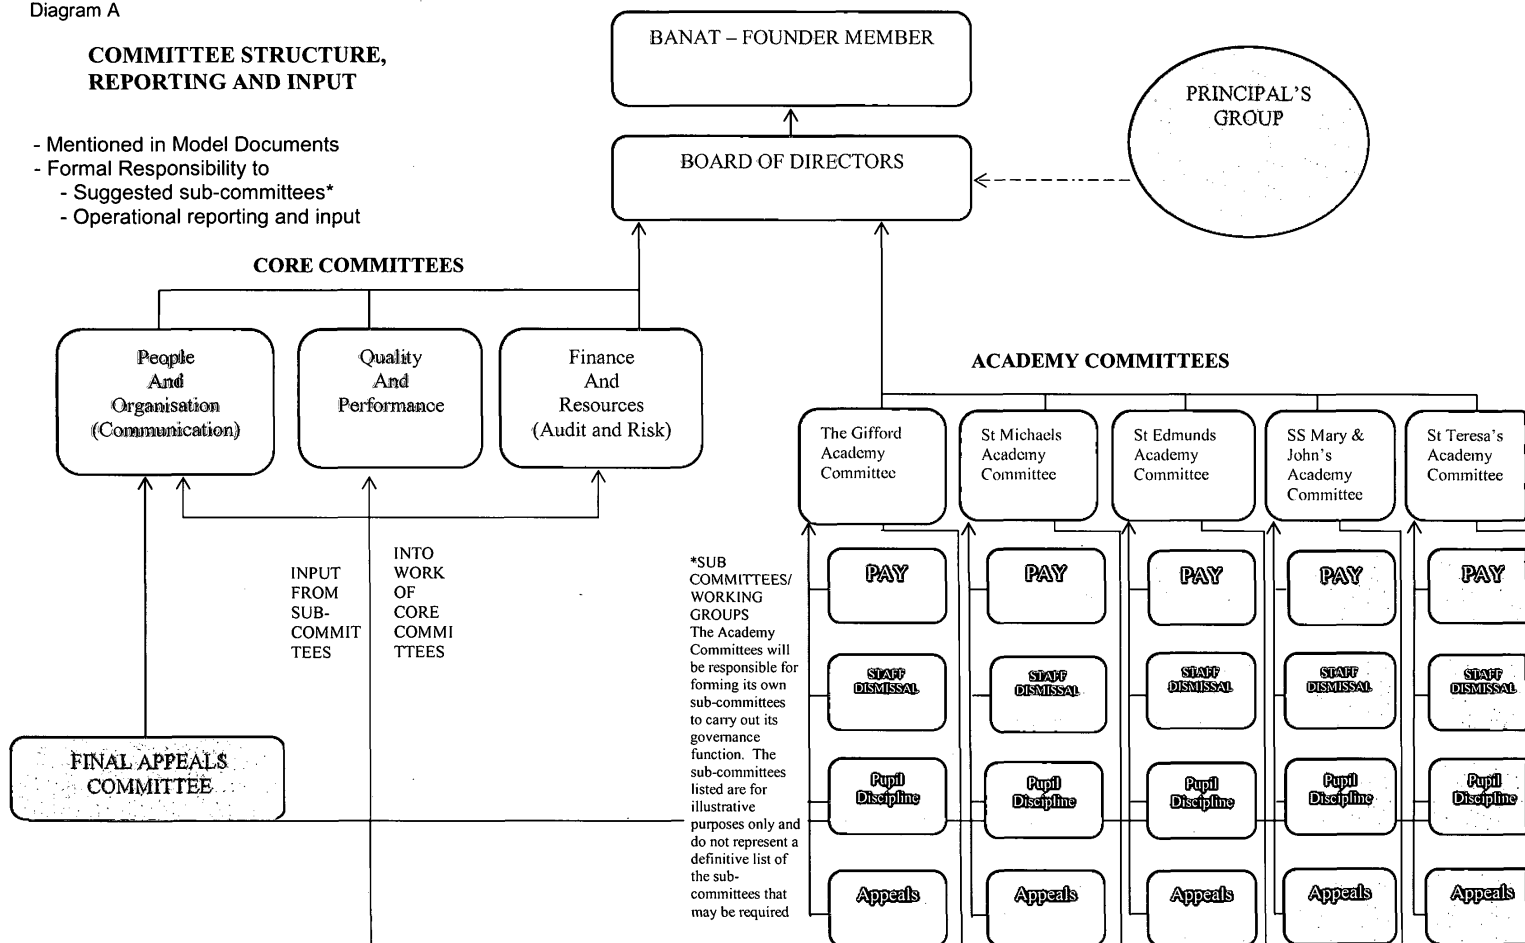 Diagram A
COMMITTEE STRUCTURE,
REPORTING AND INPUT
- Mentioned in Model Documents
- Formal Responsibility to
- Suggested sub-committees*
- Operational reporting and input
BANAT – FOUNDER MEMBER
BOARD OF DIRECTORS
PRINCIPAL'S
GROUP
CORE COMMITTEES
People
And
Organisation
(Communication)
Quality
And
Performance
Finance
And
Resources
(Audit and Risk)
ACADEMY COMMITTEES
The Gifford
Academy
Committee
St Michaels
Academy
Committee
St Edmunds
Academy
Committee
SS Mary &
John's
Academy
Committee
St Teresa's
Academy
Committee
INPUT
FROM
SUB-
COMMIT
TEES
INTO
WORK
OF
CORE
COMMI
TTEES
FINAL APPEALS
COMMITTEE
*SUB
COMMITTEES/
WORKING
GROUPS
The Academy
Committees will
be responsible for
forming its own
sub-committees
to carry out its
governance
function. The
sub-committees
listed are for
illustrative
purposes only and
do not represent a
definitive list of
the sub-
committees that
may be required
PAY
PAY
PAY
PAY
PAY
STAFF
DISMISSAL
STAFF
DISMISSAL
STAFF
DISMISSAL
STAFF
DISMISSAL
STAFF
DISMISSAL
Pupil
Discipline
Pupil
Discipline
Pupil
Discipline
Pupil
Discipline
Pupil
Discipline
Appeals
Appeals
Appeals
Appeals
Appeals